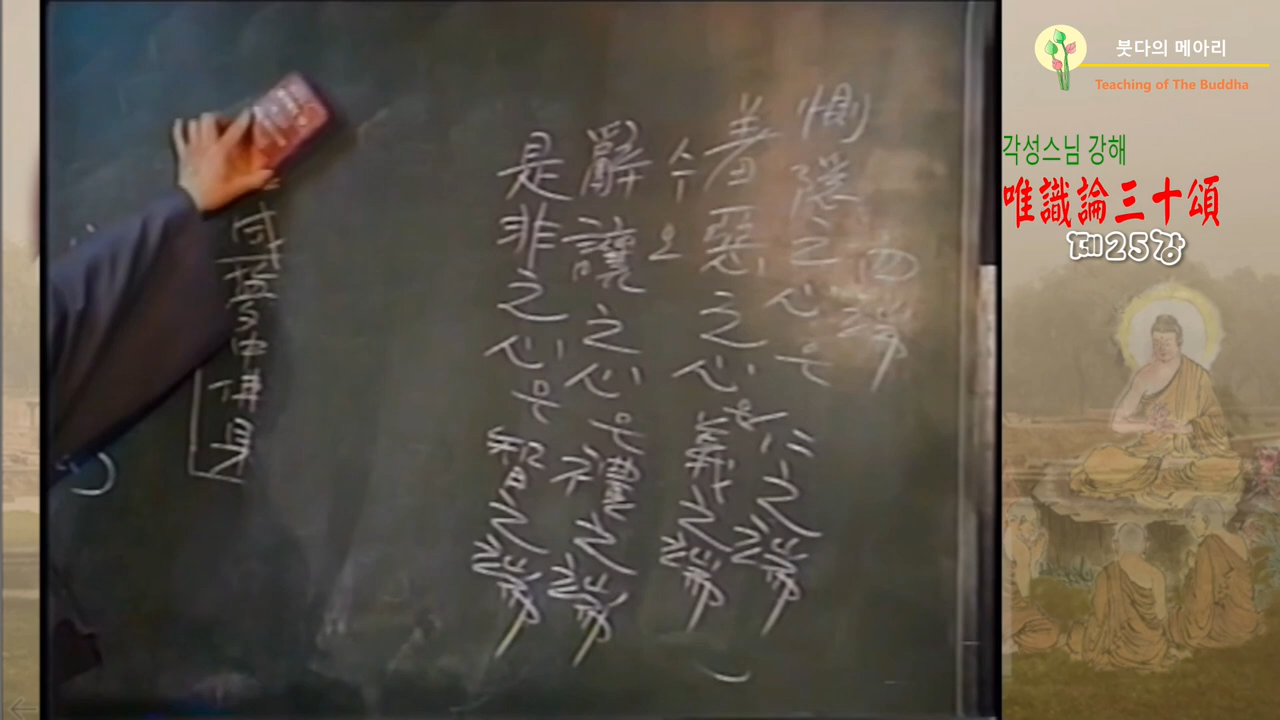 붓다의 메아리
Teaching of The Buddha
각성스님 강해
唯識論三十頌
제25강
四端
惻隱之心은 仁之端
羞惡之心은 義之端
수오
辭讓之心은 禮之端
是非之心은 智之端